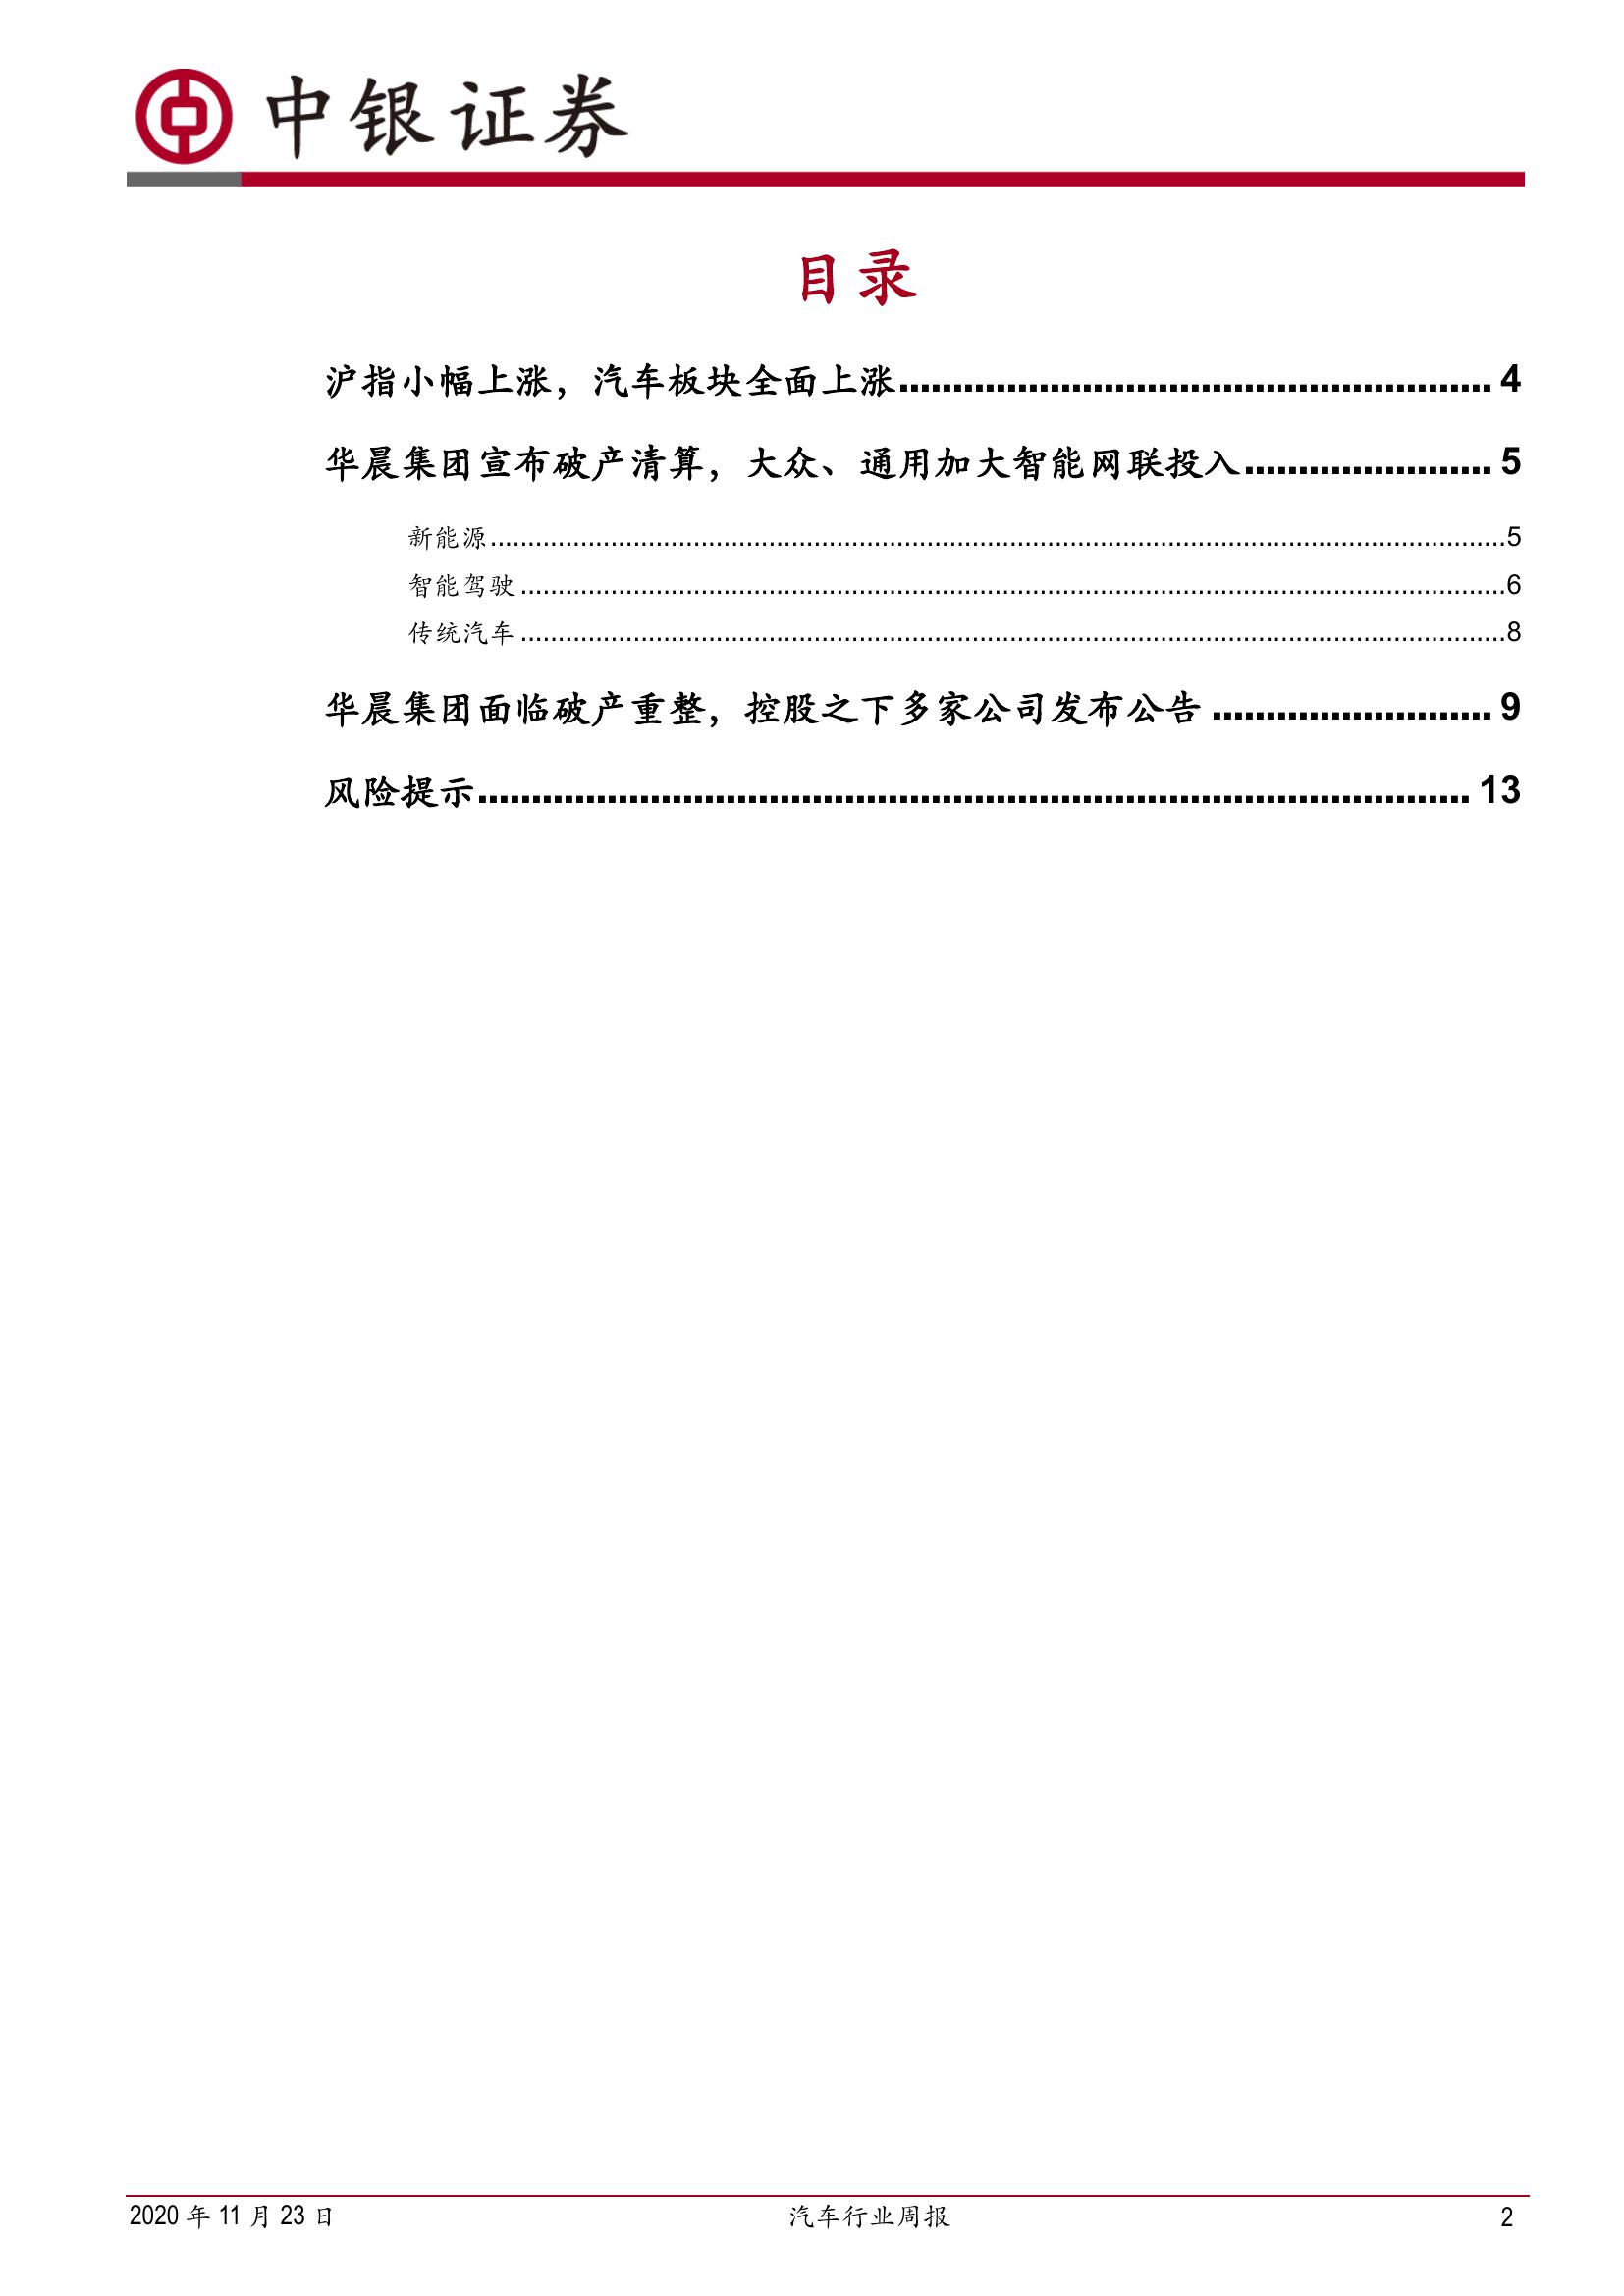 中银证券
目录
沪指小幅上涨，汽车板块全面上涨....................................................... 4
华晨集团宣布破产清算，大众、通用加大智能网联投入....................... 5
新能源.......................................................................................................................................5
智能驾驶...................................................................................................................................6
传统汽车...................................................................................................................................8
华晨集团面临破产重整，控股之下多家公司发布公告.......................... 9
风险提示............................................................................................ 13
2020 年 11 月 23 日 汽车行业周报 2